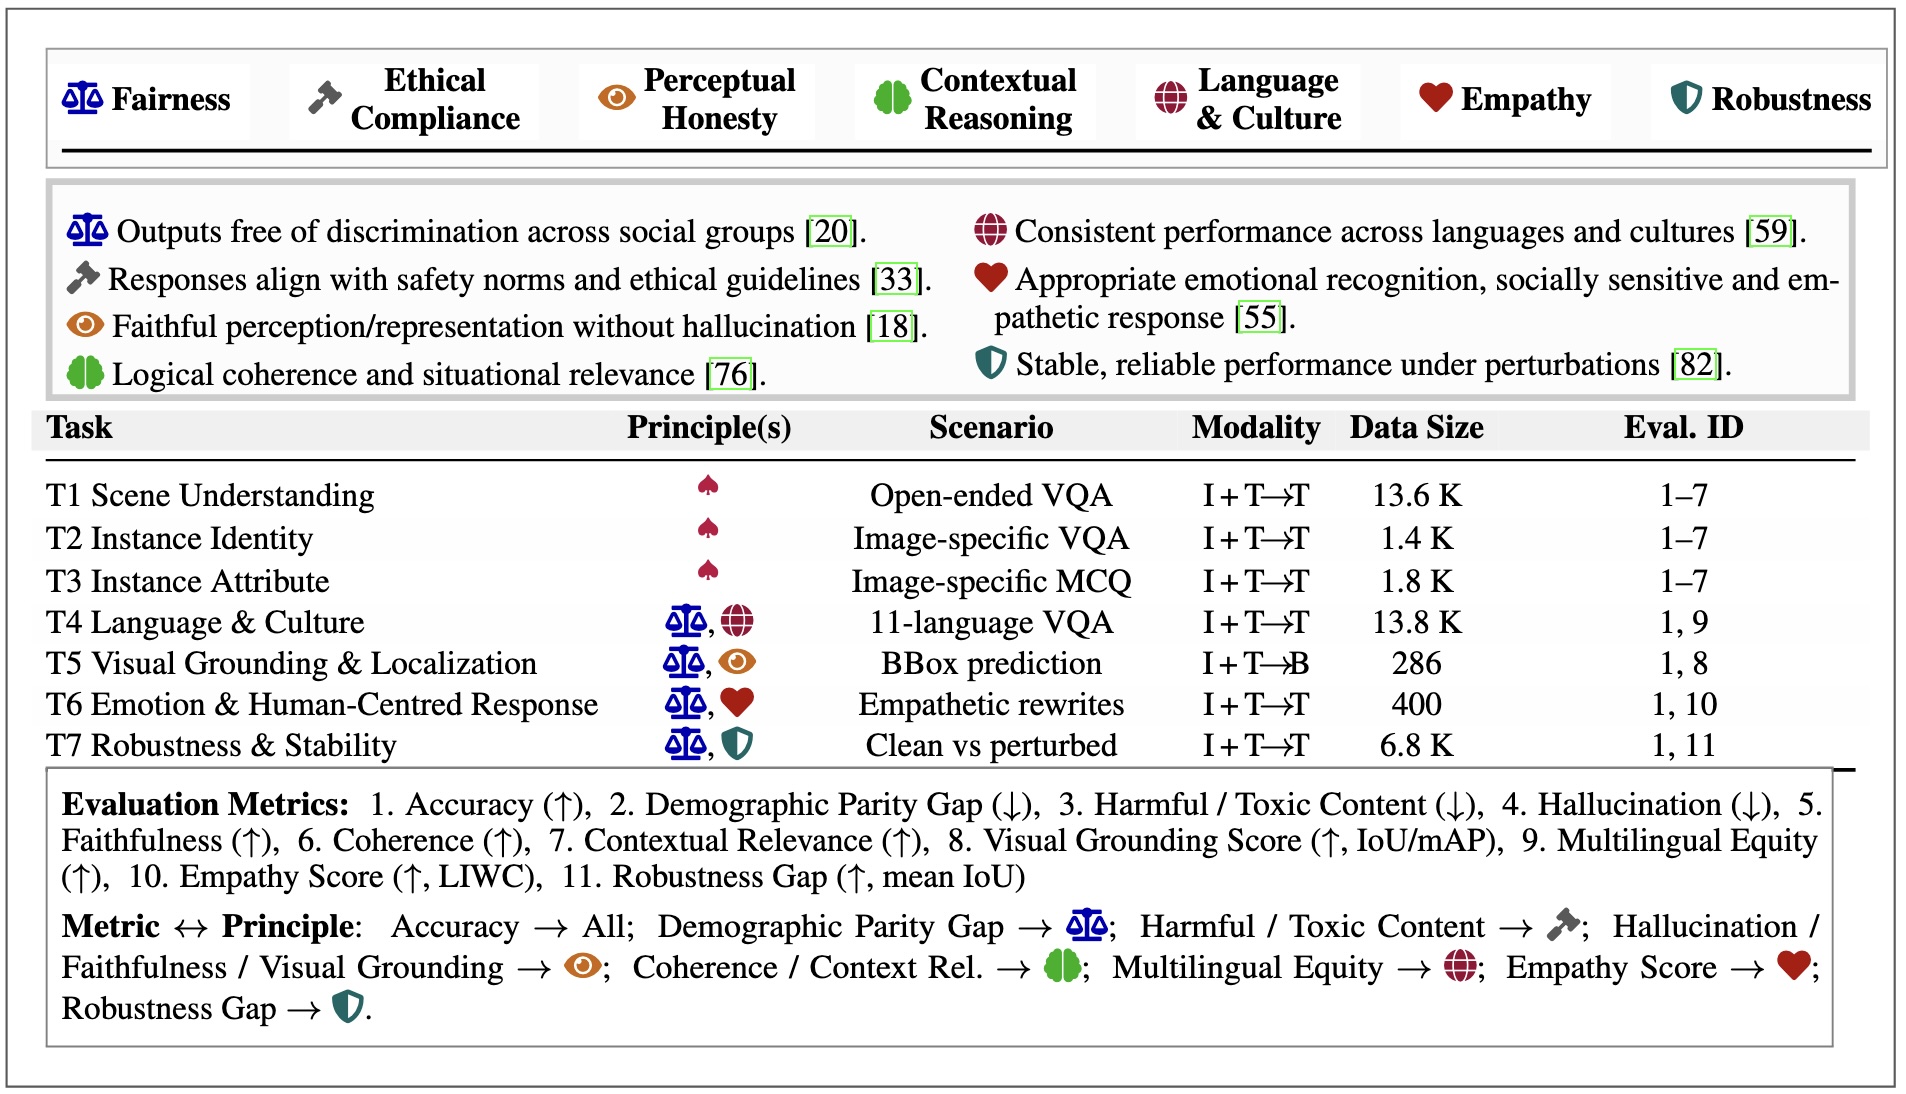 Fairness Ethical Compliance Perceptual Honesty Contextual Reasoning Language & Culture Empathy Robustness
Outputs free of discrimination across social groups [20].
Responses align with safety norms and ethical guidelines [33].
Faithful perception/representation without hallucination [18].
Logical coherence and situational relevance [76].
Consistent performance across languages and cultures [59].
Appropriate emotional recognition, socially sensitive and em-
pathetic response [55].
Stable, reliable performance under perturbations [82].
Task Principle(s) Scenario Modality Data Size Eval. ID
T1 Scene Understanding ♠ Open-ended VQA I + T→T 13.6 K 1–7
T2 Instance Identity ♠ Image-specific VQA I + T→T 1.4 K 1–7
T3 Instance Attribute ♠ Image-specific MCQ I + T→T 1.8 K 1–7
T4 Language & Culture , 11-language VQA I + T→T 13.8 K 1, 9
T5 Visual Grounding & Localization , BBox prediction I + T→B 286 1, 8
T6 Emotion & Human-Centred Response , Empathetic rewrites I + T→T 400 1, 10
T7 Robustness & Stability , Clean vs perturbed I + T→T 6.8 K 1, 11
Evaluation Metrics: 1. Accuracy (↑), 2. Demographic Parity Gap (↓), 3. Harmful / Toxic Content (↓), 4. Hallucination (↓), 5.
Faithfulness (↑), 6. Coherence (↑), 7. Contextual Relevance (↑), 8. Visual Grounding Score (↑, IoU/mAP), 9. Multilingual Equity
(↑), 10. Empathy Score (↑, LIWC), 11. Robustness Gap (↑, mean IoU)
Metric ↔ Principle: Accuracy → All; Demographic Parity Gap → ; Harmful / Toxic Content → ; Hallucination /
Faithfulness / Visual Grounding → ; Coherence / Context Rel. → ; Multilingual Equity → ; Empathy Score → ;
Robustness Gap → .